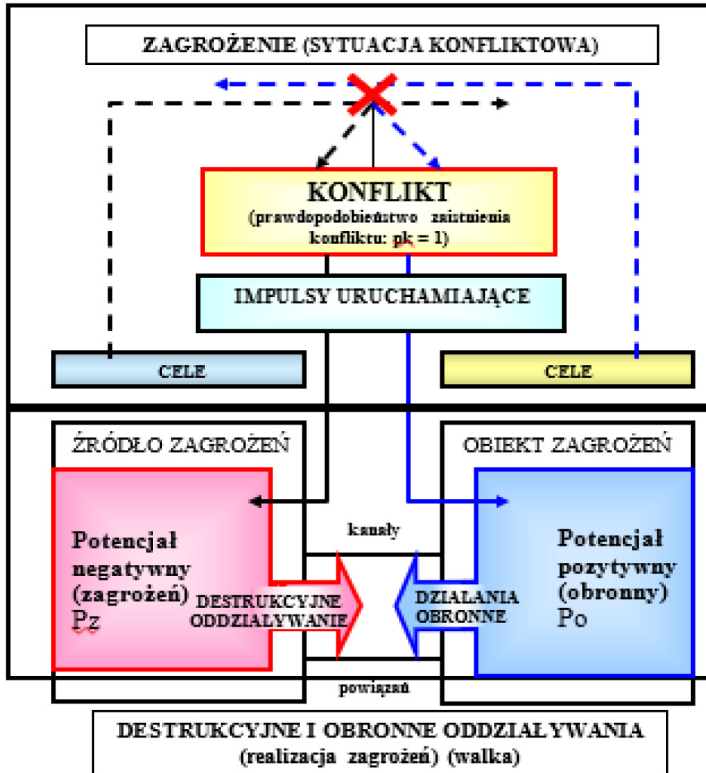 ZAGROŻENIE (SYTUACJA KONFLIKTOWA)
KONFLIKT
(prawdopodobieństwo zaistnienia
konfliktu: pk = 1)
IMPULSY URUCHAMIAJĄCE
CELE
CELE
ŹRÓDŁO ZAGROŻEŃ
OBIEKT ZAGROŻEŃ
Potencjał
negatywny
(zagrożeń)
Pz
kanały
DESTRUKCYJNE
ODDZIAŁYWANIE
DZIAŁANIA
OBRONNE
Potencjał
pozytywny
(obronny)
Po
powiązań
DESTRUKCYJNE I OBRONNE ODDZIAŁYWANIA
(realizacja zagrożeń) (walka)